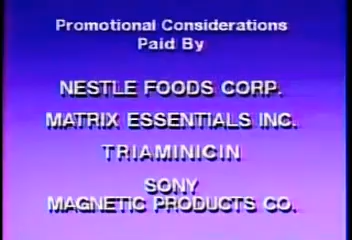 Promotional Considerations
Paid By
NESTLE FOODS CORP.
MATRIX ESSENTIALS INC.
TRIAMINICIN
SONY
MAGNETIC PRODUCTS CO.